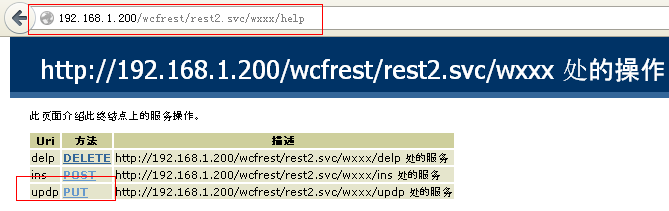 192.168.1.200/wcfrest/rest2.svc/wxxx/help
http://192.168.1.200/wcfrest/rest2.svc/wxxx 处的操作
此页面介绍此终结点上的服务操作。
Uri 方法 描述
delp DELETE http://192.168.1.200/wcfrest/rest2.svc/wxxx/delp 处的服务
ins POST http://192.168.1.200/wcfrest/rest2.svc/wxxx/ins 处的服务
updp PUT http://192.168.1.200/wcfrest/rest2.svc/wxxx/updp 处的服务